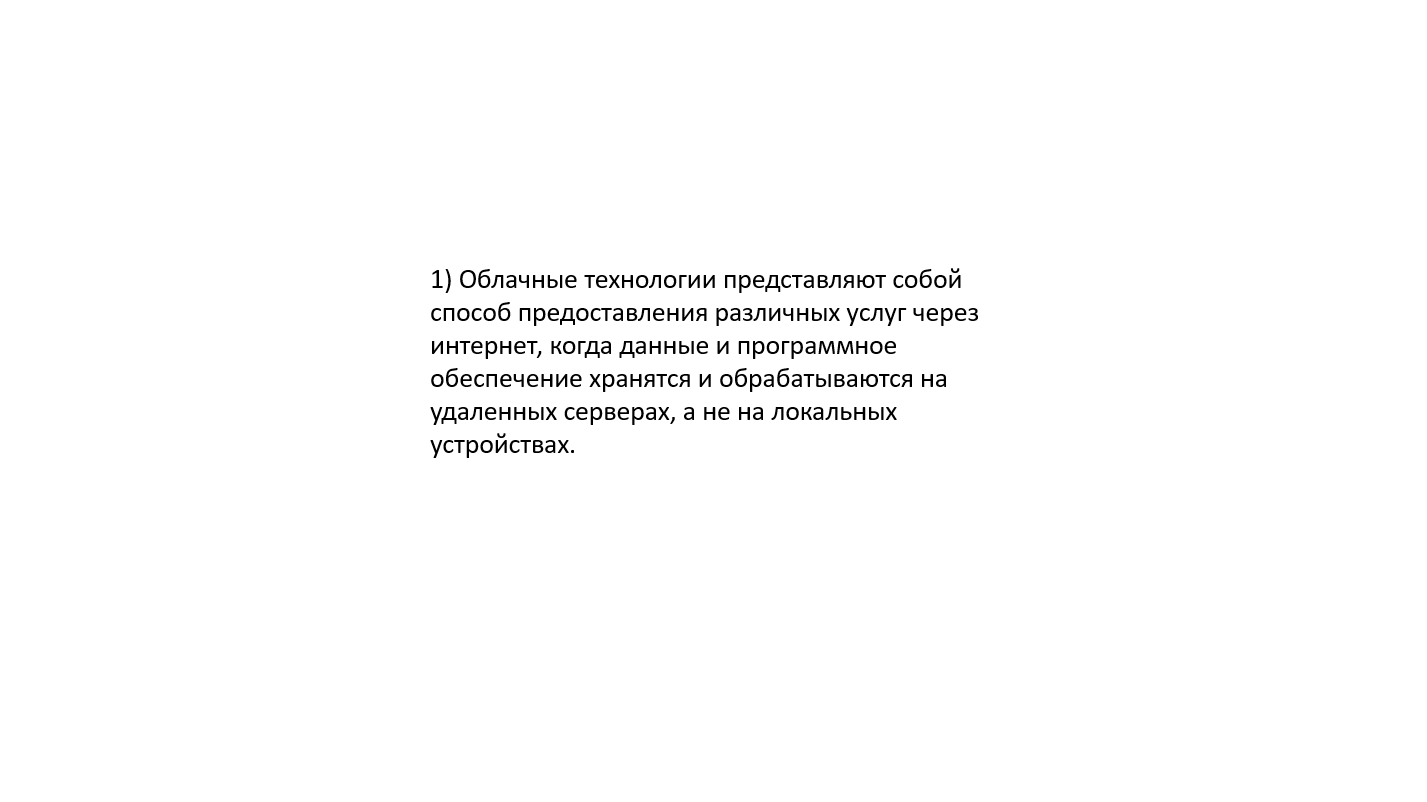 1) Облачные технологии представляют собой
способ предоставления различных услуг через
интернет, когда данные и программное
обеспечение хранятся и обрабатываются на
удаленных серверах, а не на локальных
устройствах.